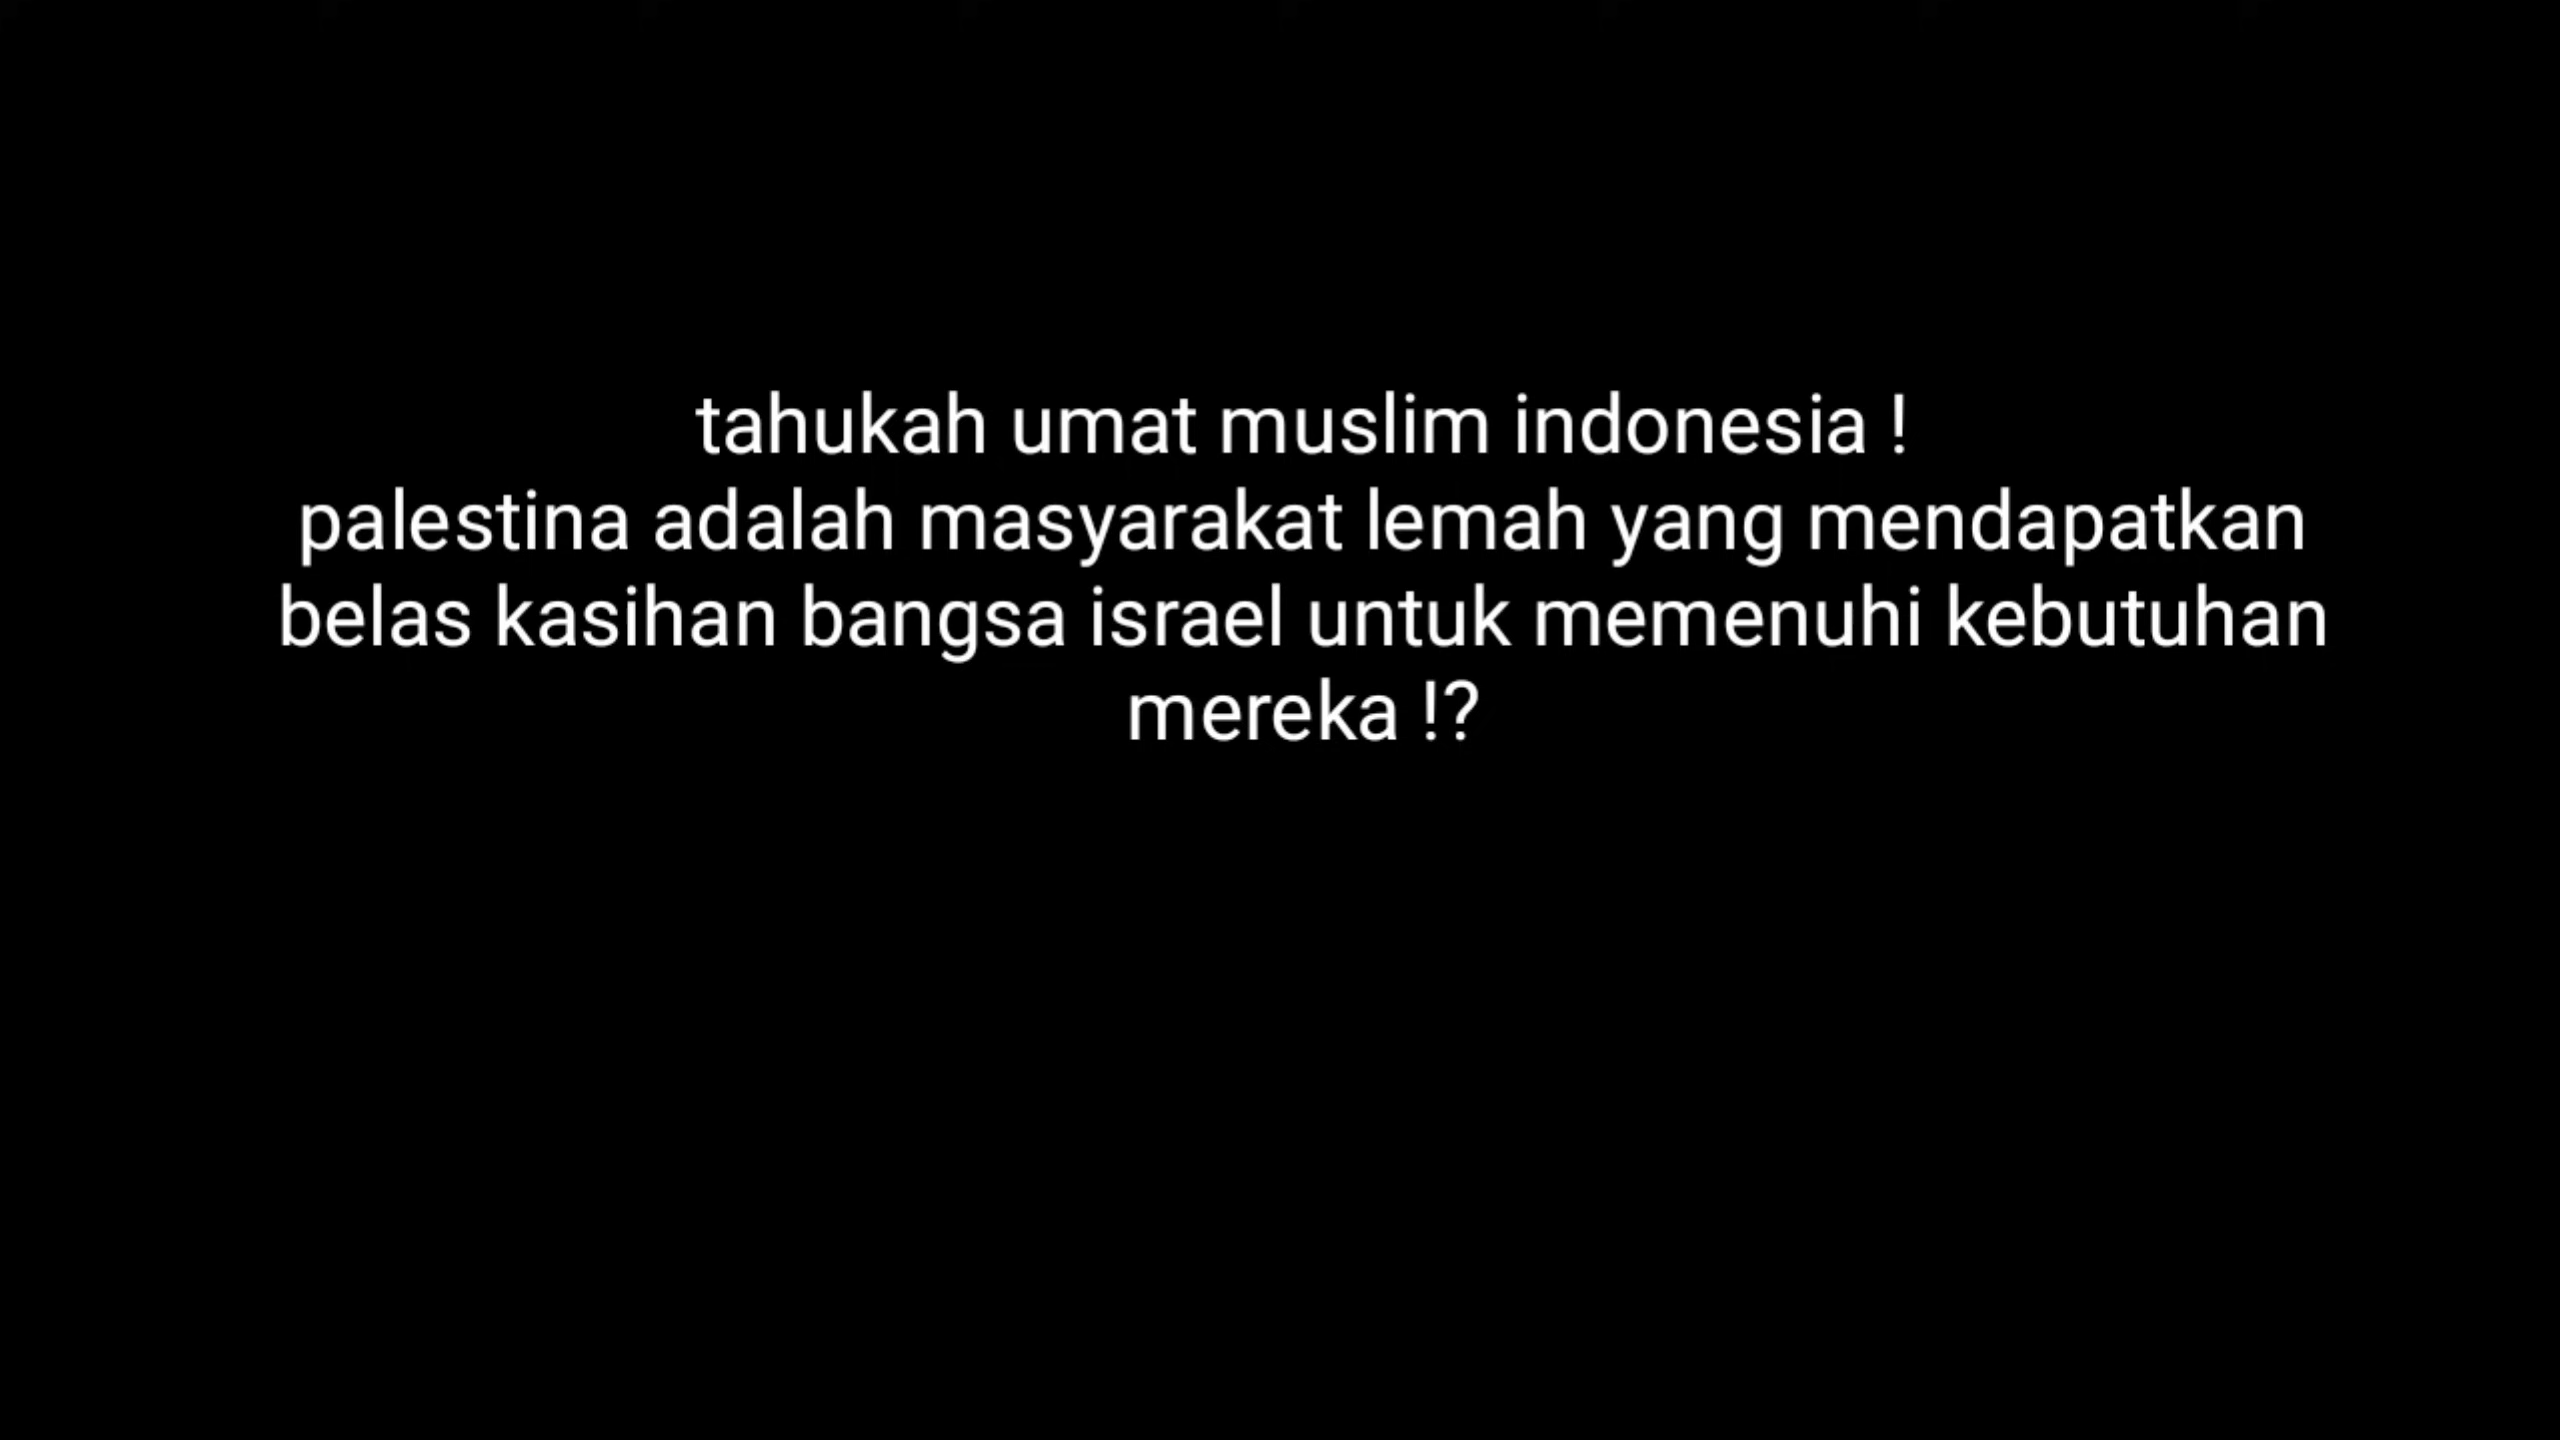 tahukah umat muslim indonesia !
palestina adalah masyarakat lemah yang mendapatkan
belas kasihan bangsa israel untuk memenuhi kebutuhan
mereka !?